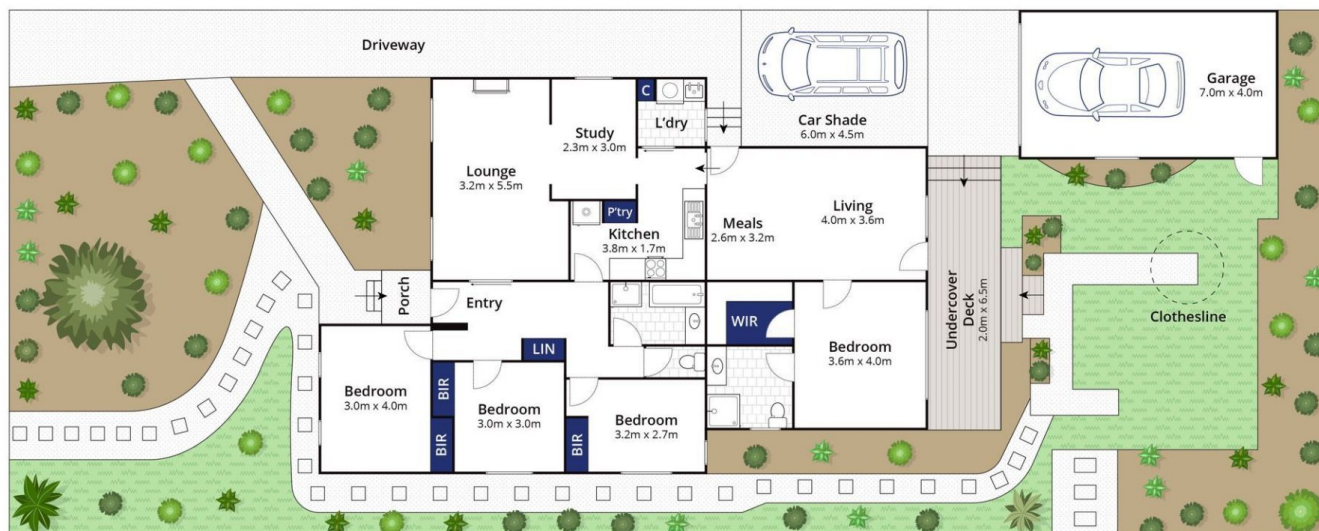 Driveway
C
L'dry
Study
2.3m x 3.0m
Lounge
3.2m x 5.5m
P'try
Kitchen
3.8m x 1.7m
Car Shade
6.0m x 4.5m
Garage
7.0m x 4.0m
Meals
2.6m x 3.2m
Living
4.0m x 3.6m
Porch
Entry
LIN
WIR
Bedroom
3.6m x 4.0m
Undercover
Deck
2.0m x 6.5m
Clothesline
Bedroom
3.0m x 4.0m
BIR
BIR
Bedroom
3.0m x 3.0m
BIR
Bedroom
3.2m x 2.7m